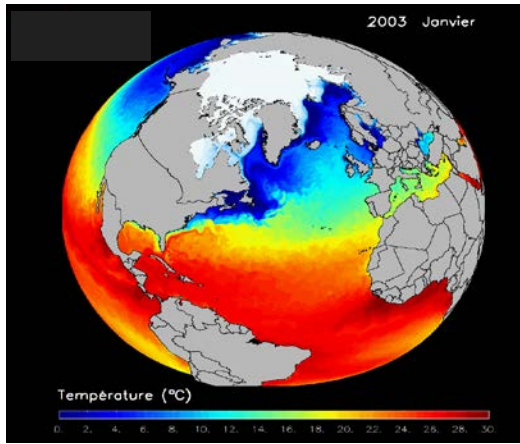 2003 Janvier
Température (°C)
0. 2. 4. 6. 8. 10. 12. 14. 16. 18. 20. 22. 24. 26. 28. 30.